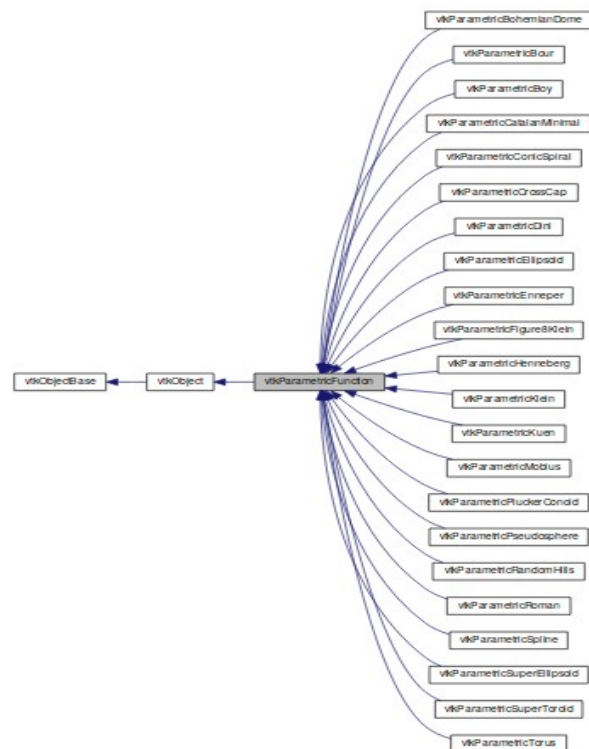 vtkParametricBohemianDome
vtkParametricBour
vtkParametricBoy
vtkParametricCatalanMinimal
vtkParametricConicSpiral
vtkParametricCrossCap
vtkParametricDini
vtkParametricEllipsoid
vtkParametricEnneper
vtkParametricFigure8Klein
vtkParametricHenneberg
vtkObjectBase
vtkObject
vtkParametricFunction
vtkParametricKlein
vtkParametricKuen
vtkParametricMobius
vtkParametricPluckerConoid
vtkParametricPseudosphere
vtkParametricRandomHills
vtkParametricRoman
vtkParametricSpline
vtkParametricSuperEllipsoid
vtkParametricSuperToroid
vtkParametricTorus